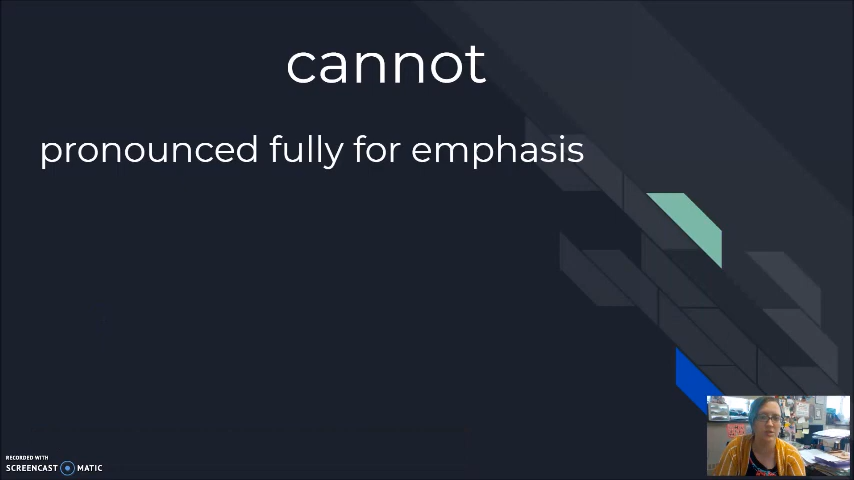 cannot
pronounced fully for emphasis
RECORDED WITH
SCREENCAST MATIC